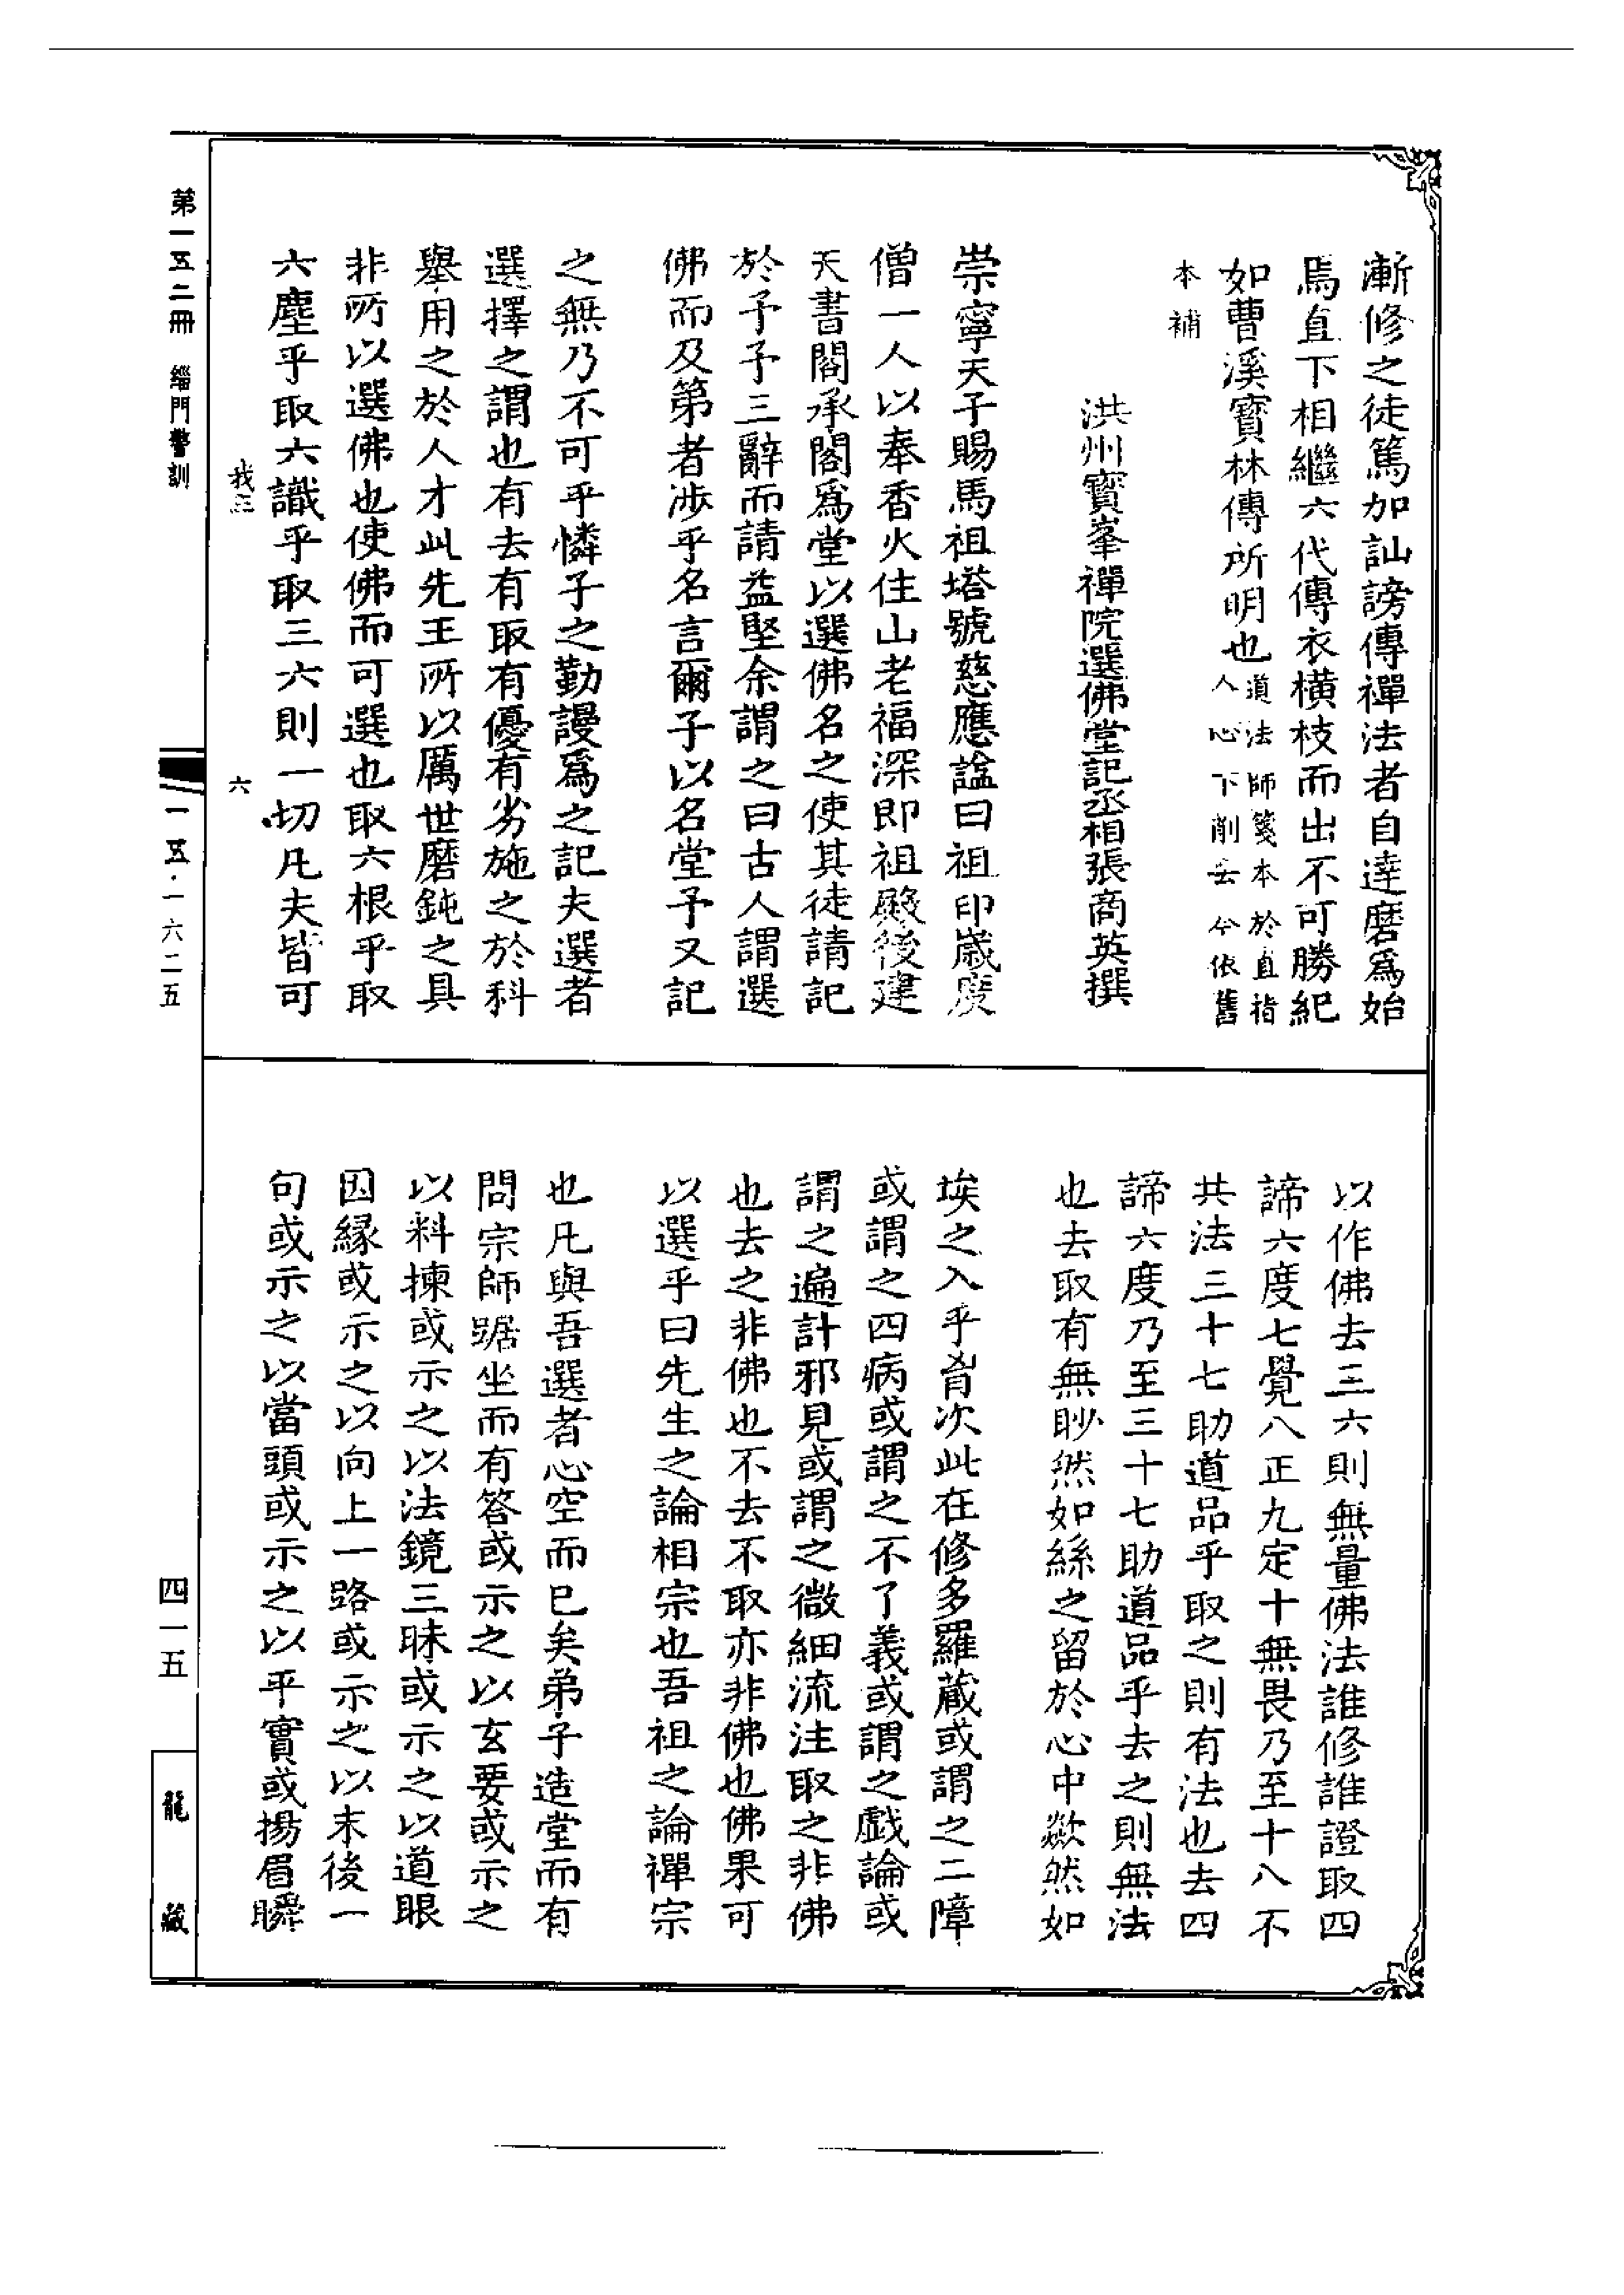 漸修之徒篤加訕謗傳禪法者自達磨爲始
焉直下相繼六代傳衣橫枝而出不可勝紀
如曹溪寶林傳所明也道法師箋本於直指
人心下削去今依舊
本補
洪州寶峯禪院選佛堂記丞相張商英撰
崇寧天子賜馬祖塔號慈應諡曰祖印歲度
僧一人以奉香火住山老福深即祖殿後建
天書閣承閣爲堂以選佛名之使其徒請記
於予予三辭而請益堅余謂之曰古人謂選
佛而及第者涉乎名言爾子以名堂予又記
之無乃不可乎憐子之勤謾爲之記夫選者
選擇之謂也有去有取有優有劣施之於科
舉用之於人才此先王所以厲世磨鈍之具
非所以選佛也使佛而可選也取六根乎取
六塵乎取六識乎取三六則一切凡夫皆可
我三
六
以作佛去三六則無量佛法誰修誰證取四
諦六度七覺八正九定十無畏乃至十八不
共法三十七助道品乎取之則有法也去四
諦六度乃至三十七助道品乎去之則無法
也去取有無眇然如絲之留於心中歘然如
埃之入乎胷次此在修多羅藏或謂之二障
或謂之四病或謂之不了義或謂之戲論或
謂之遍計邪見或謂之微細流注取之非佛
也去之非佛也不去不取亦非佛也佛果可
以選乎曰先生之論相宗也吾祖之論禪宗
也凡與吾選者心空而已矣弟子造堂而有
問宗師踞坐而有答或示之以玄要或示之
以料揀或示之以法鏡三昧或示之以道眼
因緣或示之以向上一路或示之以末後一
句或示之以當頭或示之以平實或揚眉瞬
第一五二冊 緇門警訓
一五·一六二五
四一五
龍藏